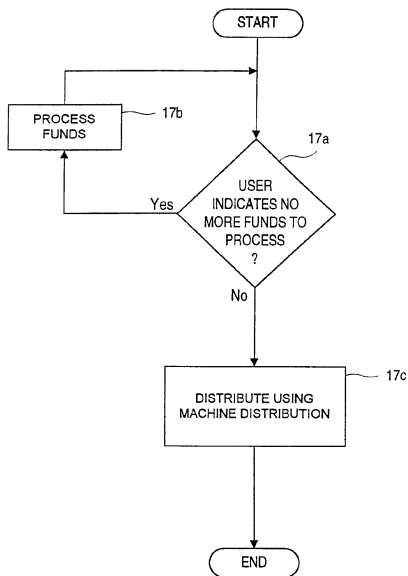 START
PROCESS
FUNDS
17b
17a
USER
INDICATES NO
MORE FUNDS TO
PROCESS
?
Yes
No
17c
DISTRIBUTE USING
MACHINE DISTRIBUTION
END